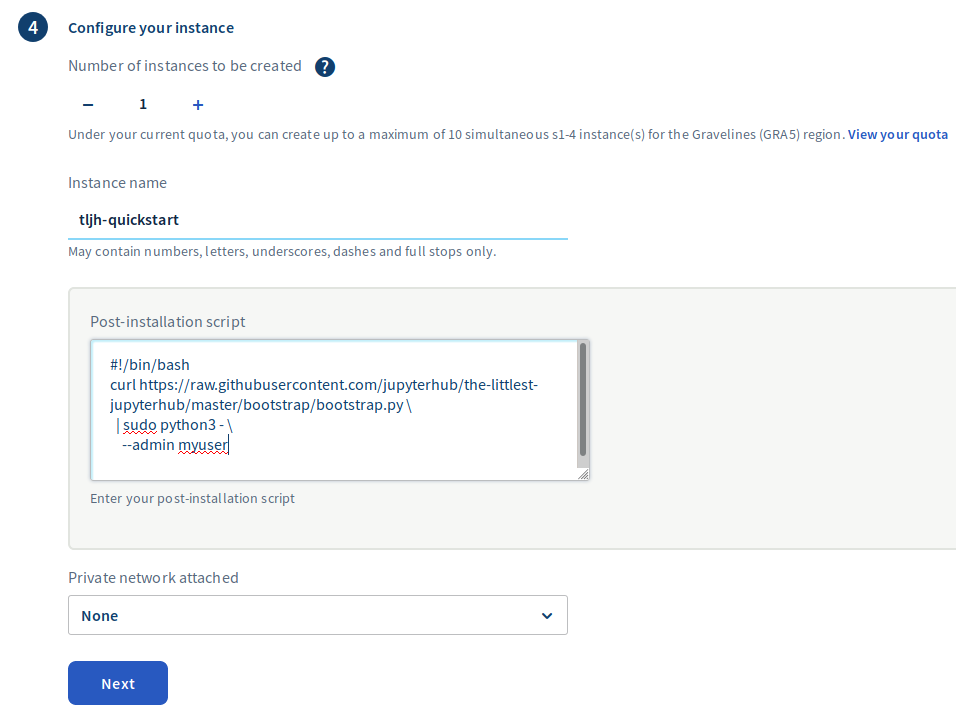 4 Configure your instance
Number of instances to be created ?
− 1 +
Under your current quota, you can create up to a maximum of 10 simultaneous s1-4 instance(s) for the Gravelines (GRA5) region. View your quota
Instance name
tljh-quickstart
May contain numbers, letters, underscores, dashes and full stops only.
Post-installation script
#!/bin/bash
curl https://raw.githubusercontent.com/jupyterhub/the-littlest-
jupyterhub/master/bootstrap/bootstrap.py \
| sudo python3 - \
--admin myuser
Enter your post-installation script
Private network attached
None
Next